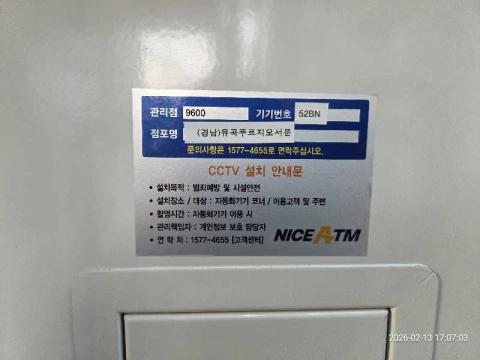 관리점 9600 기기번호 52BN
점포명 (경남)유곡푸르지오서문
문의사항은 1577-4655로 연락주십시오.
CCTV 설치 안내문
• 설치목적 : 범죄예방 및 시설안전
• 설치장소 / 대상 : 자동화기기 코너 / 이용고객 및 주변
• 촬영시간 : 자동화기기 이용 시
• 관리책임자 : 개인정보 보호 담당자
• 연 락 처 : 1577-4655 [고객센터]
NICE ATM
2026-02-13 17:07:03